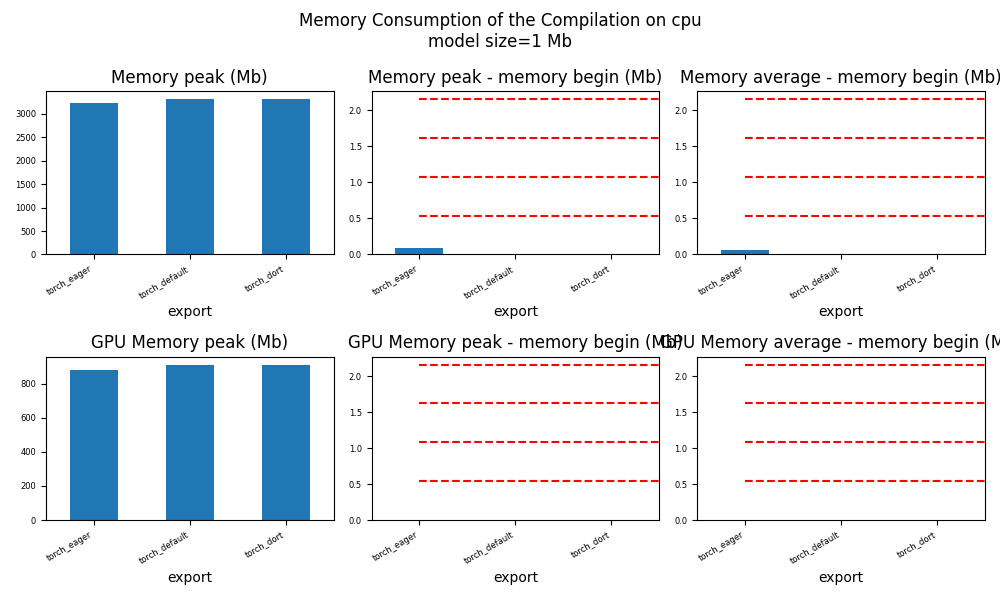 Memory Consumption of the Compilation on cpu
model size=1 Mb
Memory peak (Mb)
3000
2500
2000
1500
1000
500
0
torch_eager
torch_default
torch_dort
export
Memory peak - memory begin (Mb)
2.0
1.5
1.0
0.5
0.0
torch_eager
torch_default
torch_dort
export
Memory average - memory begin (Mb)
2.0
1.5
1.0
0.5
0.0
torch_eager
torch_default
torch_dort
export
GPU Memory peak (Mb)
800
600
400
200
0
torch_eager
torch_default
torch_dort
export
GPU Memory peak - memory begin (Mb)
2.0
1.5
1.0
0.5
0.0
torch_eager
torch_default
torch_dort
export
GPU Memory average - memory begin (M
2.0
1.5
1.0
0.5
0.0
torch_eager
torch_default
torch_dort
export